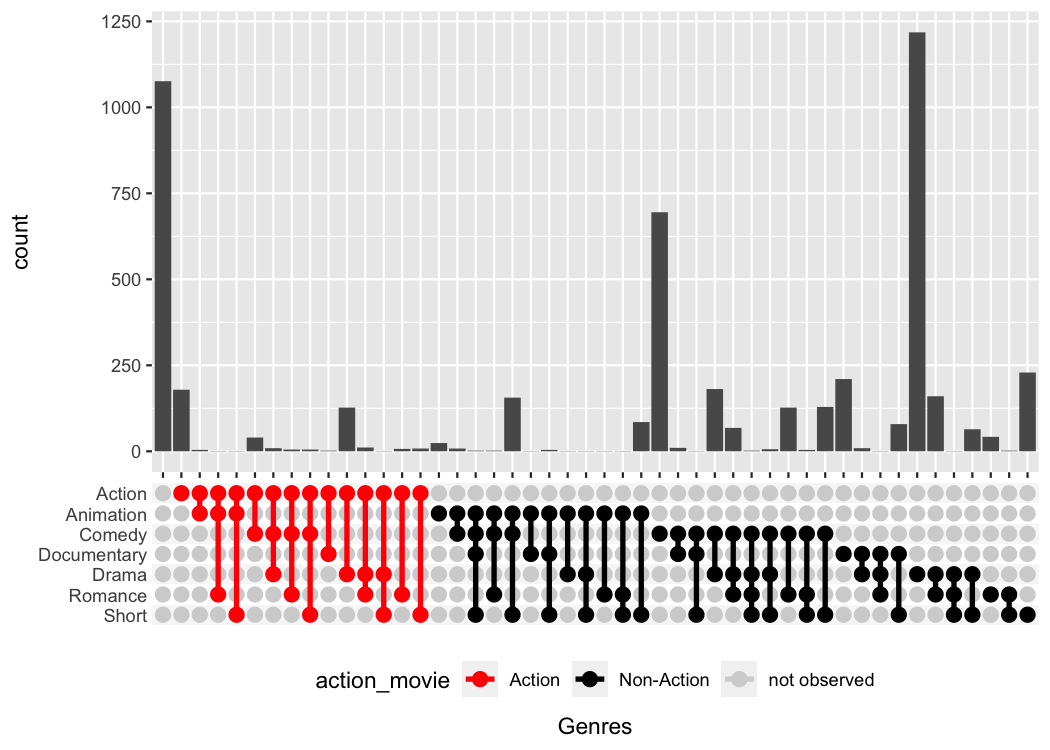 1250
1000
750
500
250
0
count
Action
Animation
Comedy
Documentary
Drama
Romance
Short
action_movie Action Non-Action not observed
Genres